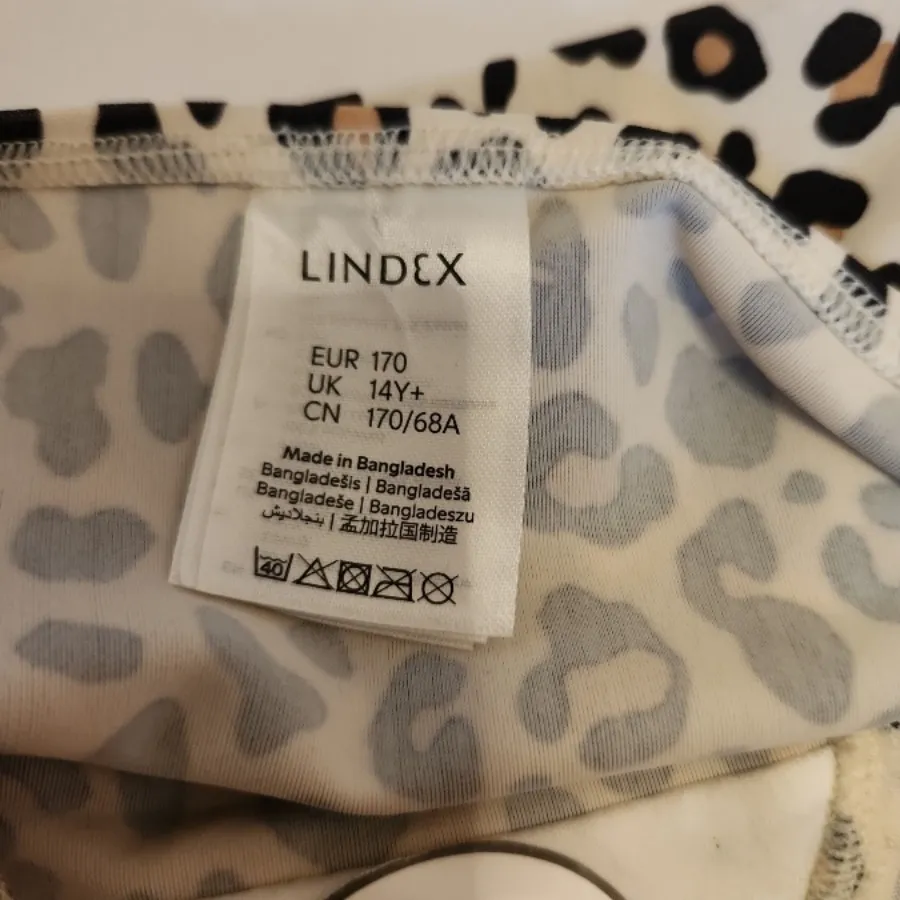 LINDEX
EUR 170
UK 14Y+
CN 170/68A
Made in Bangladesh
Bangladešis | Bangladešā
Bangladeše | Bangladeszu
بنجلاديش | 孟加拉国制造
40